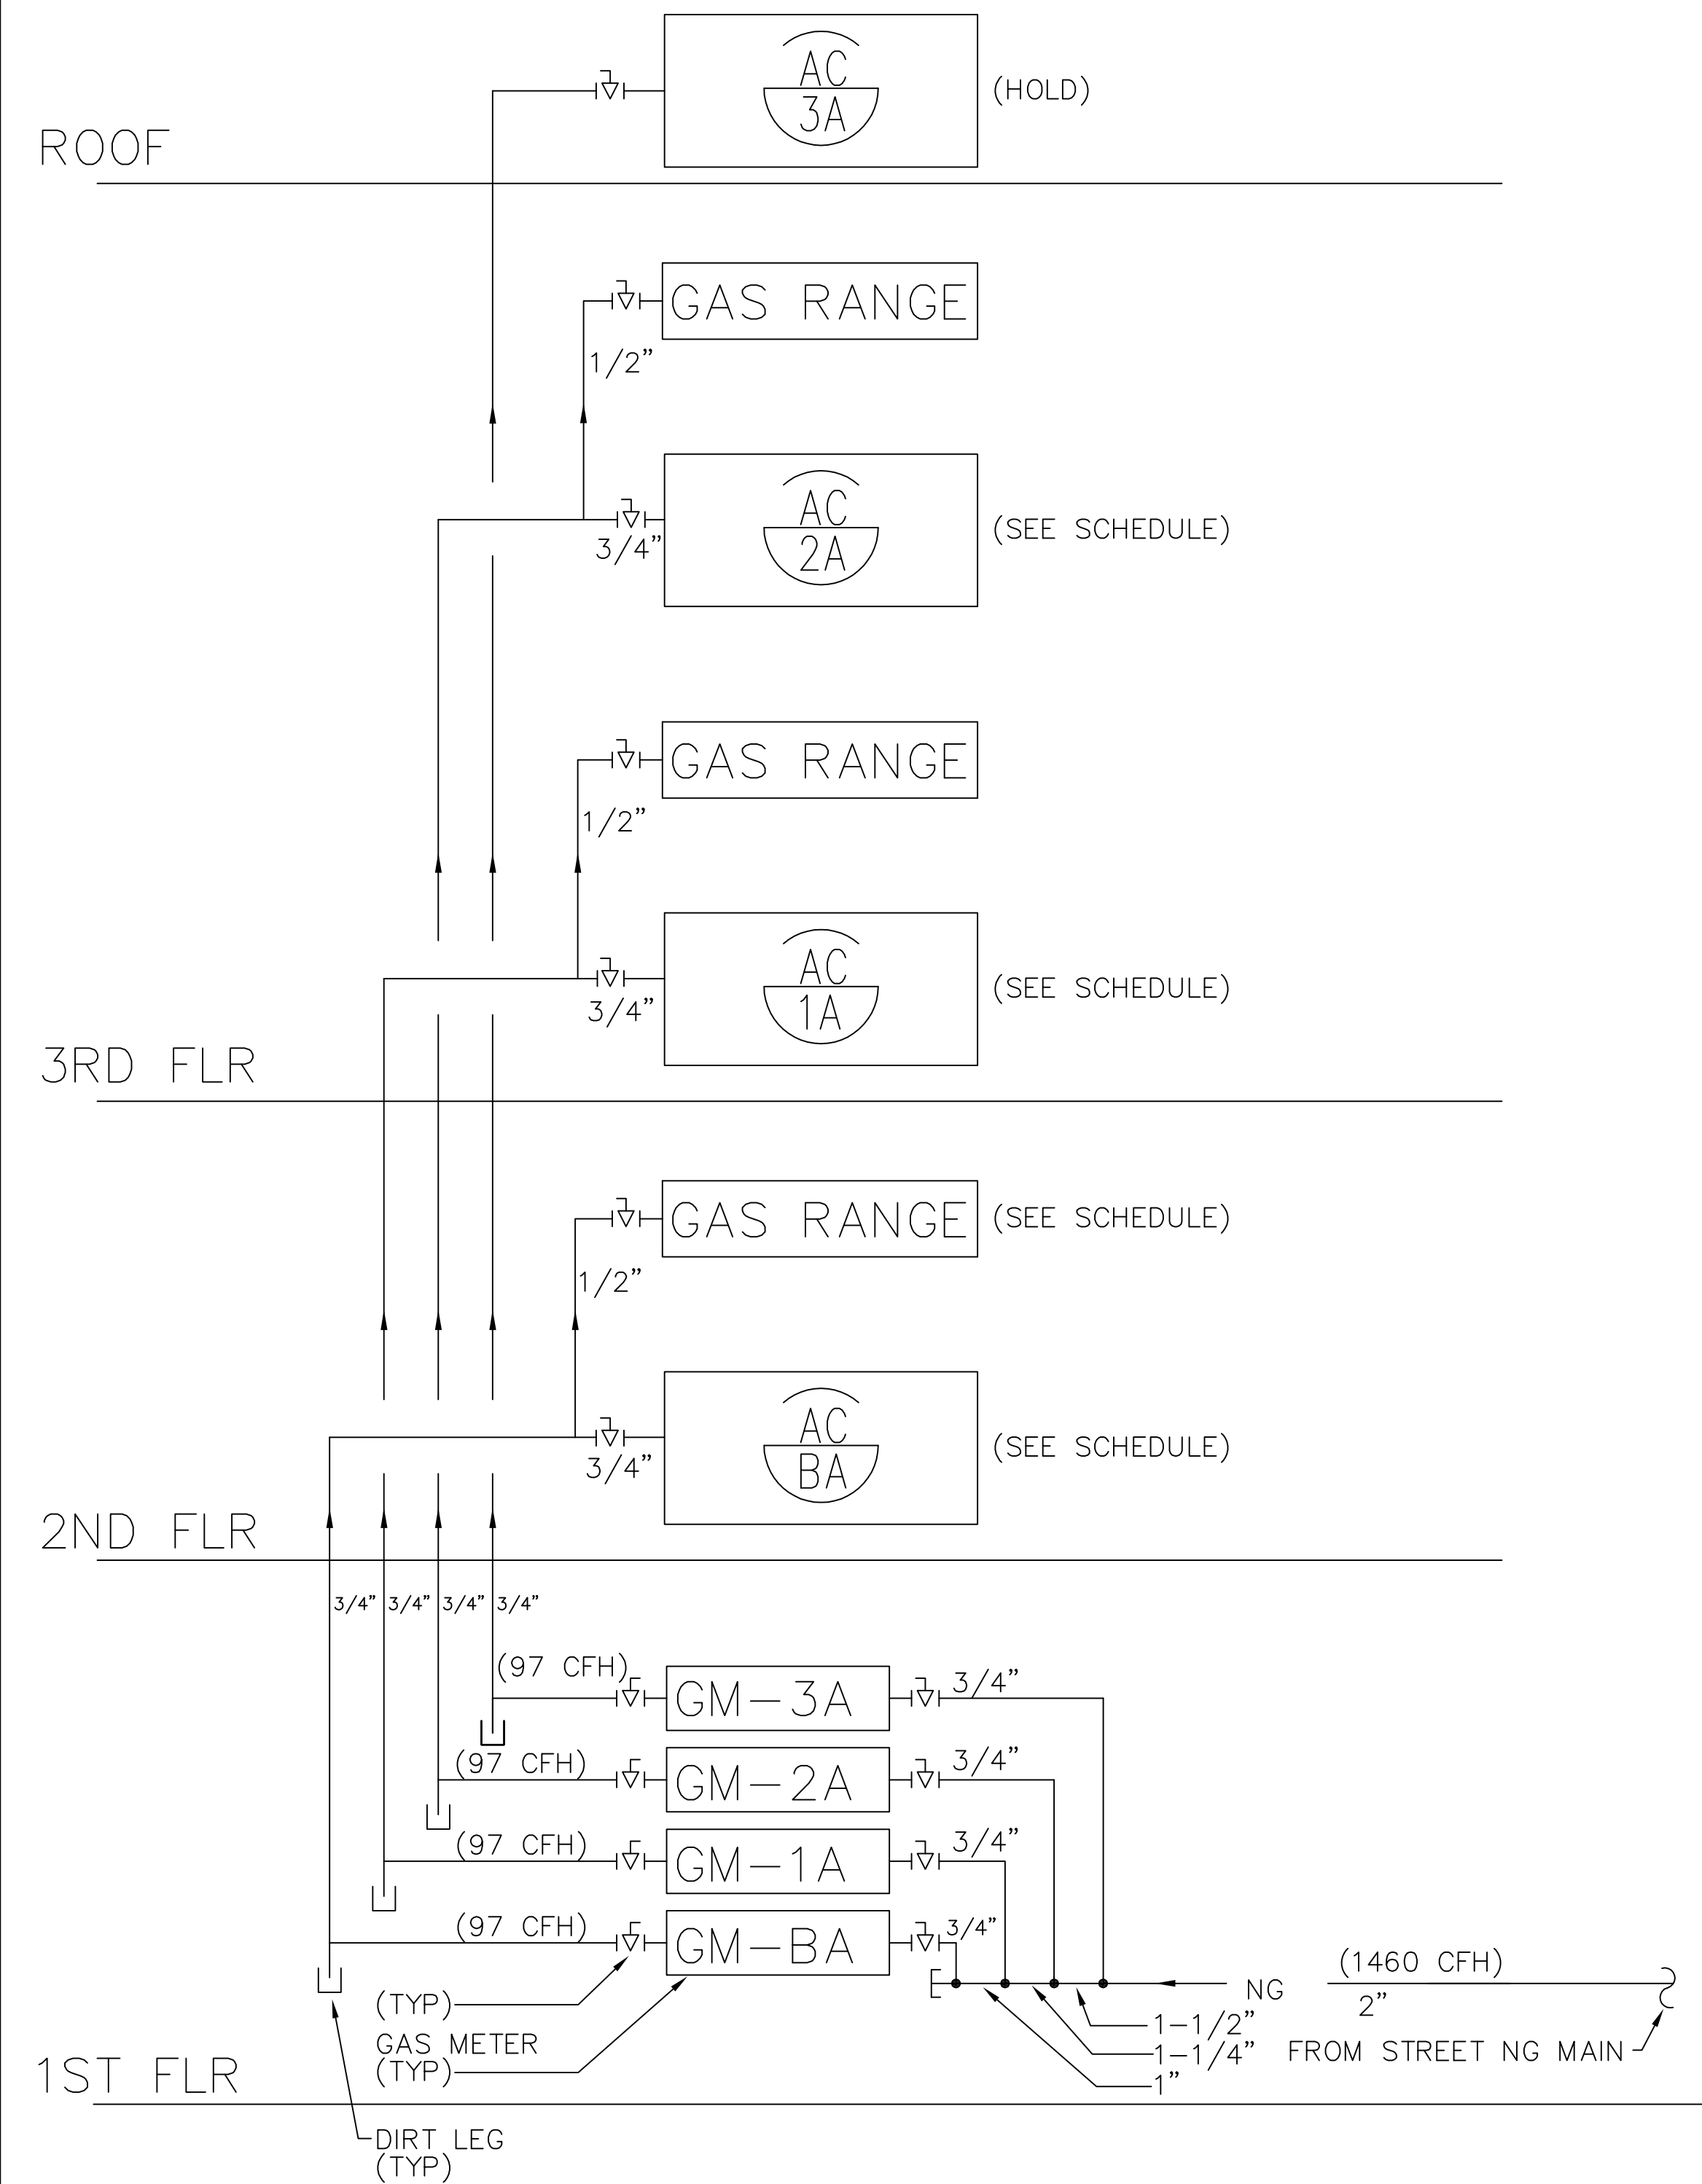 AC
3A
(HOLD)
ROOF
GAS RANGE
1/2”
AC
2A
(SEE SCHEDULE)
3/4”
GAS RANGE
1/2”
AC
1A
(SEE SCHEDULE)
3/4”
3RD FLR
GAS RANGE
(SEE SCHEDULE)
1/2”
AC
BA
(SEE SCHEDULE)
3/4”
2ND FLR
3/4” 3/4” 3/4” 3/4”
(97 CFH)
GM-3A
3/4”
(97 CFH)
GM-2A
3/4”
(97 CFH)
GM-1A
3/4”
(97 CFH)
GM-BA
3/4”
NG
(1460 CFH)
2”
(TYP)
GAS METER
(TYP)
1-1/2”
1-1/4”
1”
FROM STREET NG MAIN
1ST FLR
DIRT LEG
(TYP)